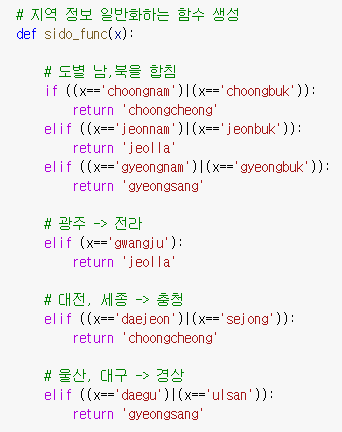 # 지역 정보 일반화하는 함수 생성
def sido_func(x):
# 도별 남,북을 합침
if ((x=='choongnam')|(x=='choongbuk')):
return 'choongcheong'
elif ((x=='jeonnam')|(x=='jeonbuk')):
return 'jeolla'
elif ((x=='gyeongnam')|(x=='gyeongbuk')):
return 'gyeongsang'
# 광주 -> 전라
elif (x=='gwangju'):
return 'jeolla'
# 대전, 세종 -> 충청
elif ((x=='daejeon')|(x=='sejong')):
return 'choongcheong'
# 울산, 대구 -> 경상
elif ((x=='daegu')|(x=='ulsan')):
return 'gyeongsang'